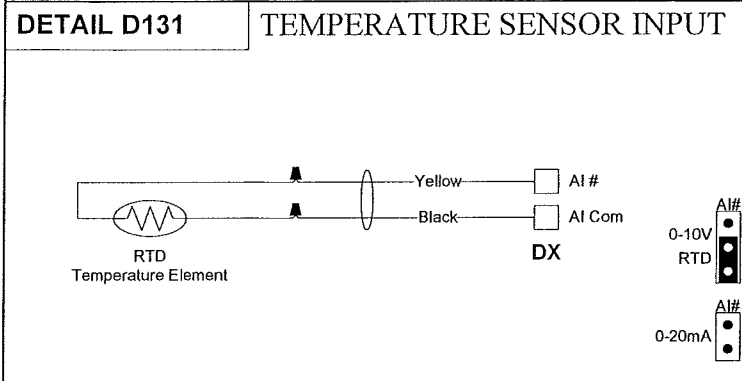 DETAIL D131
TEMPERATURE SENSOR INPUT
Yellow
AI #
Black
AI Com
DX
RTD
Temperature Element
AI#
0-10V
RTD
AI#
0-20mA